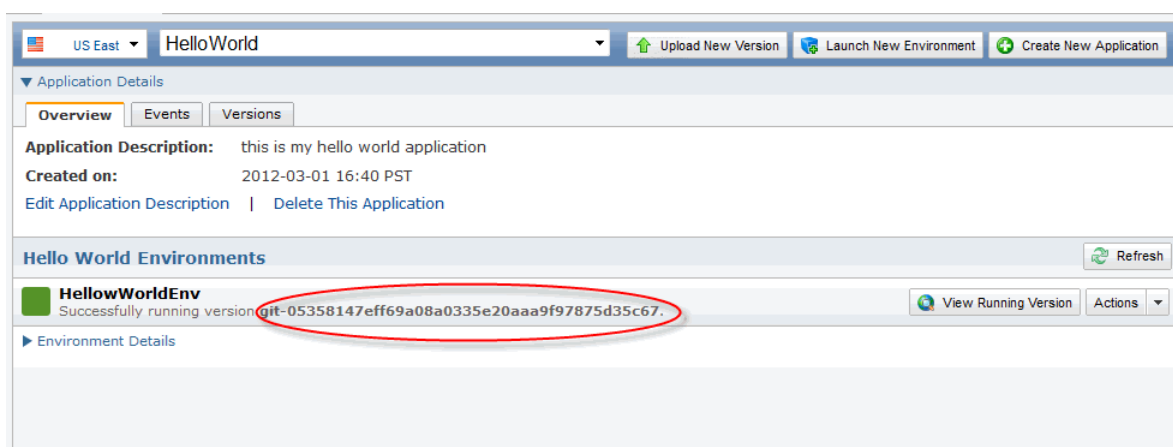 US East HelloWorld Upload New Version Launch New Environment Create New Application
Application Details
Overview Events Versions
Application Description: this is my hello world application
Created on: 2012-03-01 16:40 PST
Edit Application Description | Delete This Application
Hello World Environments Refresh
HellowWorldEnv
Successfully running version git-05358147eff69a08a0335e20aaa9f97875d35c67. View Running Version Actions
Environment Details